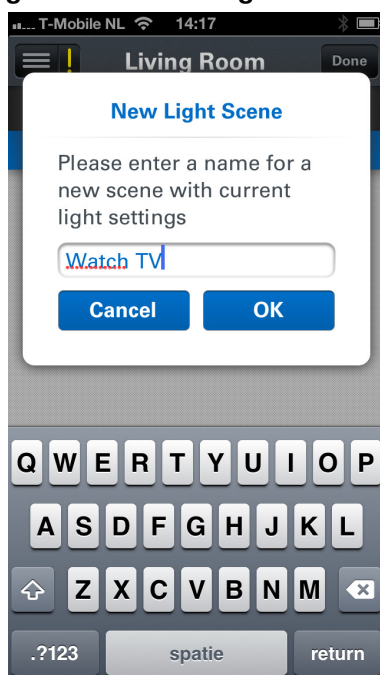 T-Mobile NL 14:17
Living Room Done
New Light Scene
Please enter a name for a
new scene with current
light settings
Watch TV
Cancel OK
Q W E R T Y U I O P
A S D F G H J K L
Z X C V B N M
.?123 spatie return